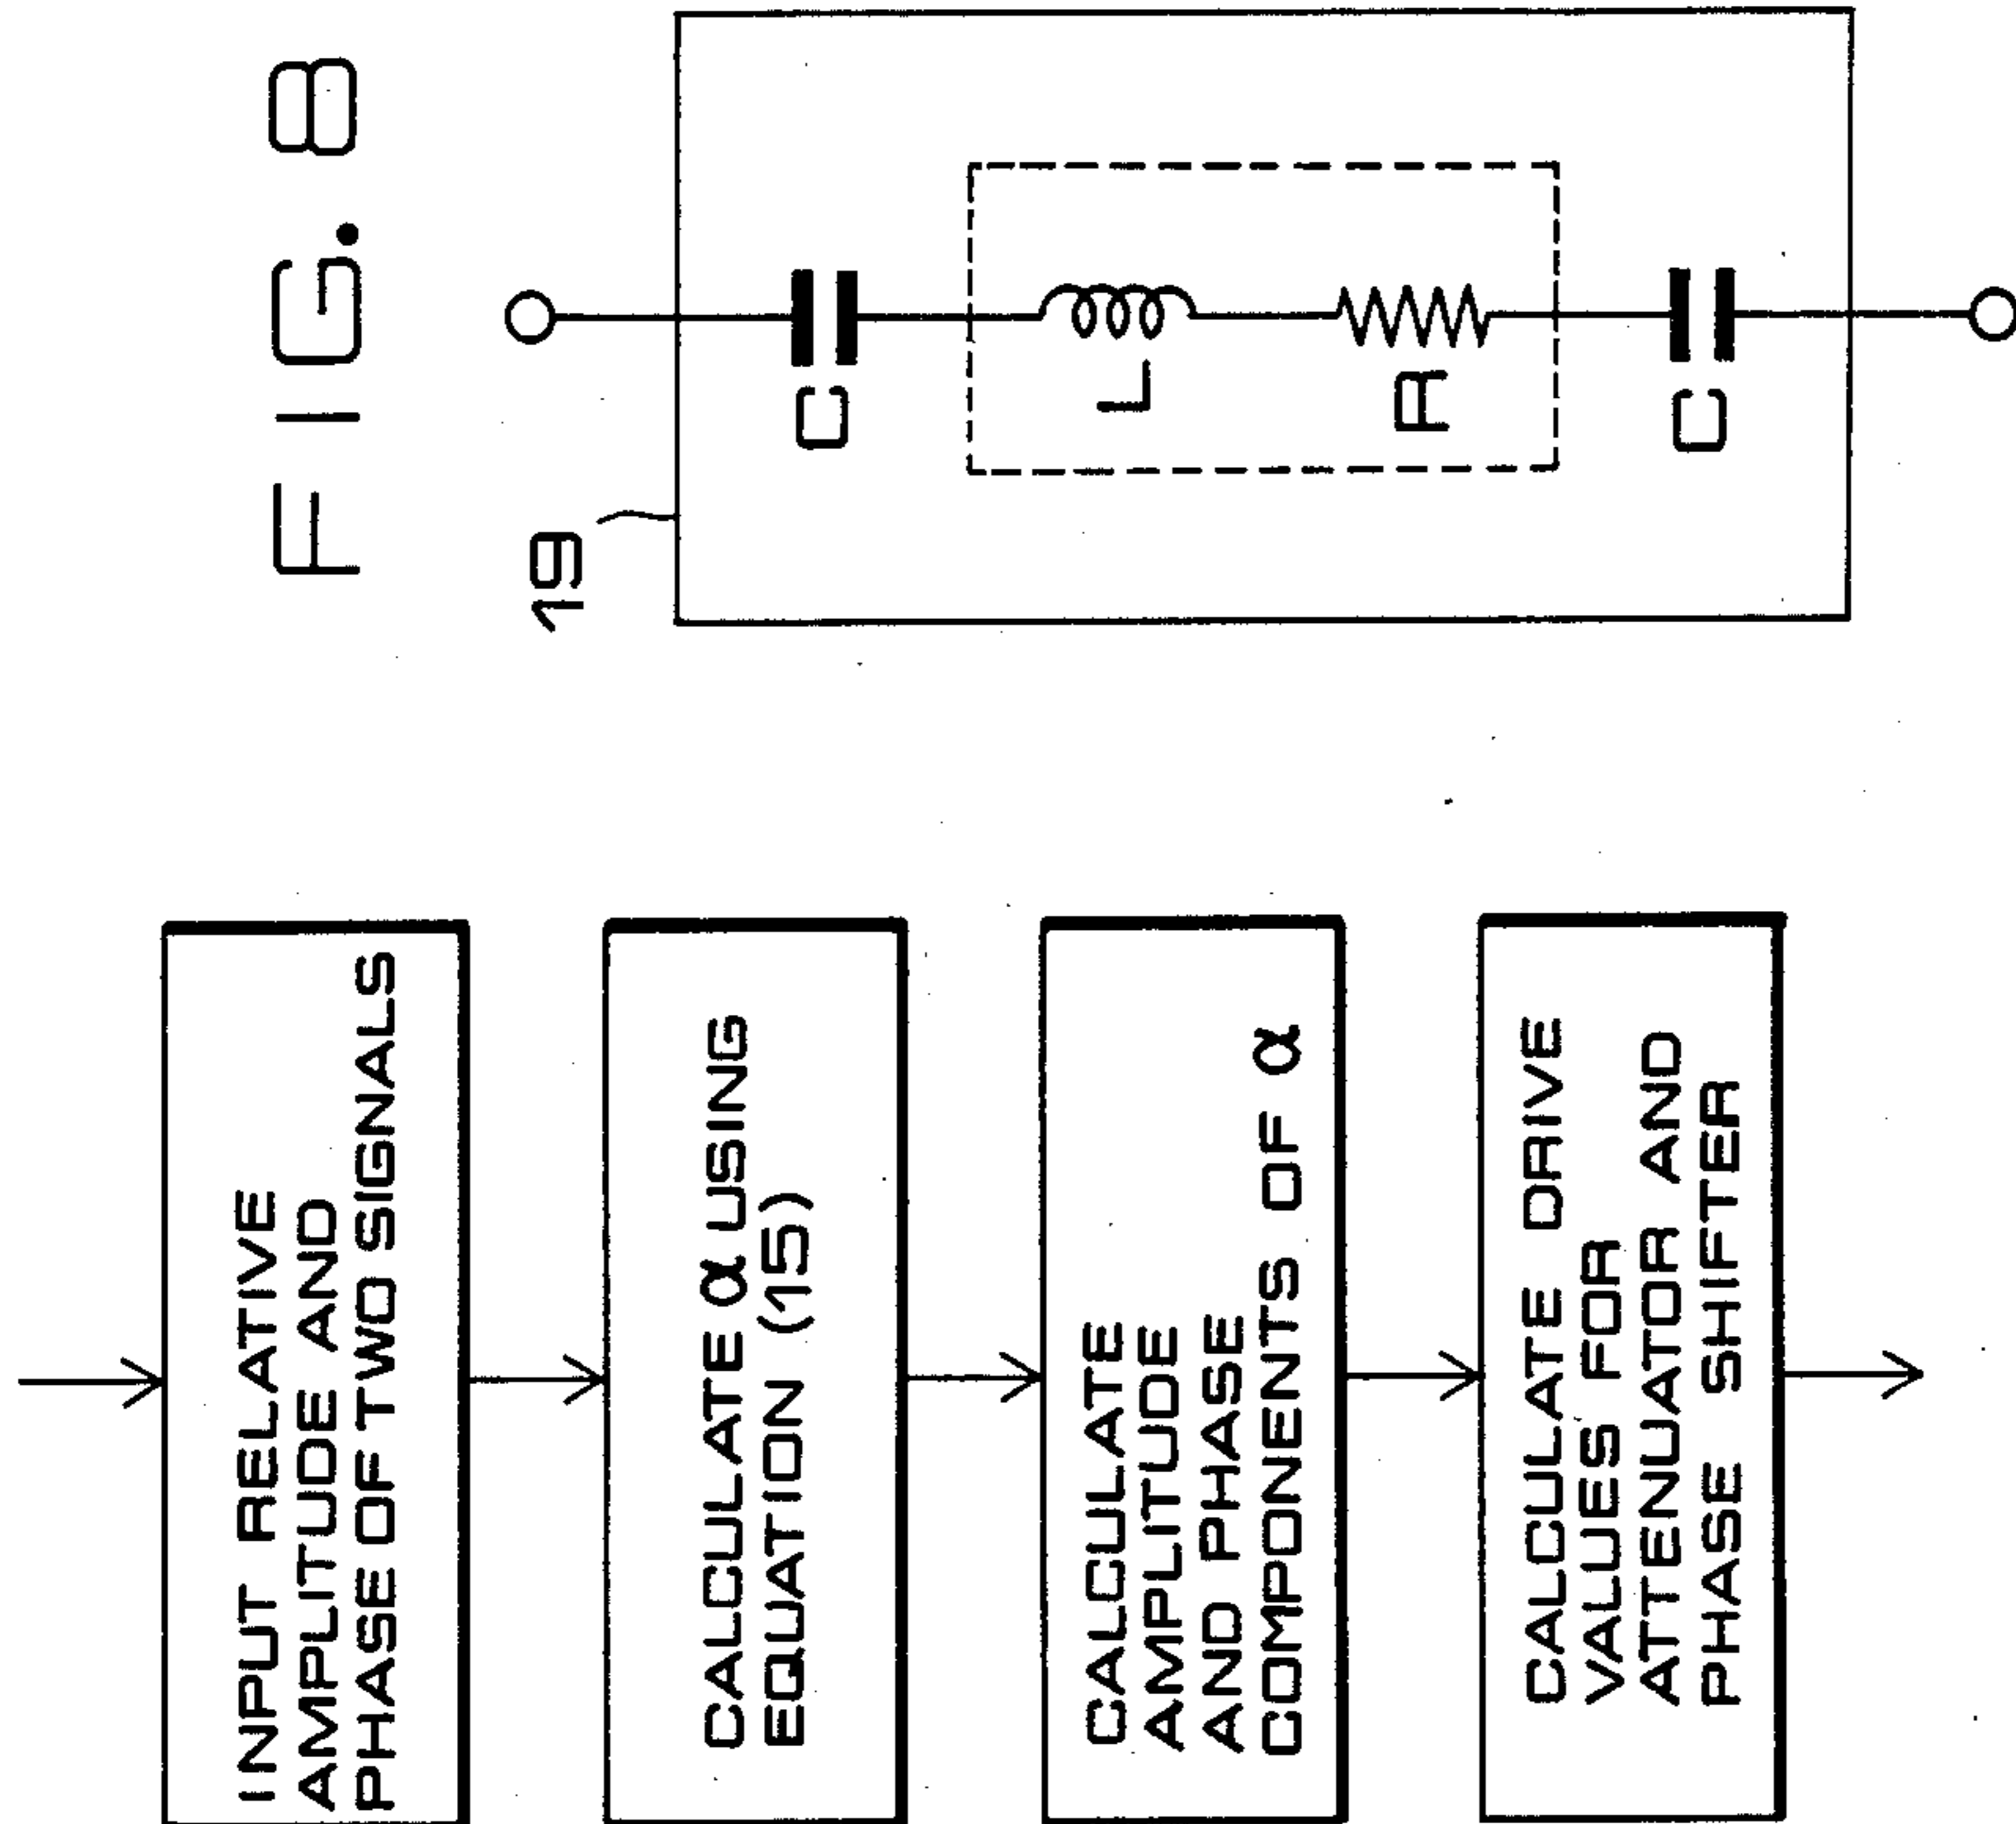 INPUT RELATIVE
AMPLITUDE AND
PHASE OF TWO SIGNALS
CALCULATE α USING
EQUATION (15)
CALCULATE
AMPLITUDE
AND PHASE
COMPONENTS OF α
CALCULATE DRIVE
VALUES FOR
ATTENUATOR AND
PHASE SHIFTER
FIG. 8
19
C
L
R
C